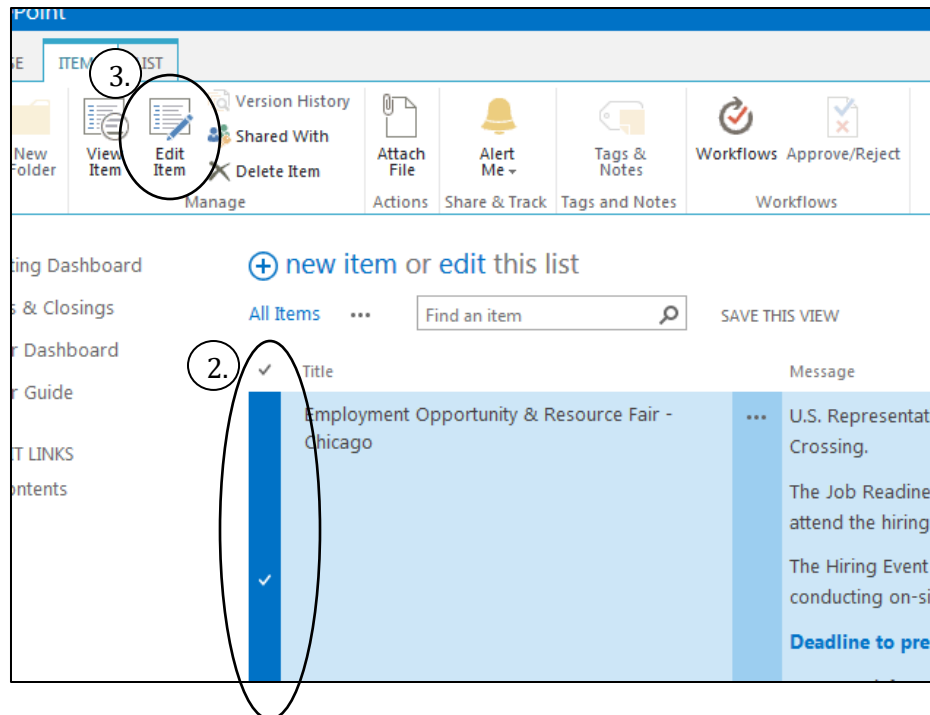 Point
SE ITEM LIST
3.
New Folder
View Item
Edit Item
Version History
Shared With
Delete Item
Manage
Attach File
Actions
Alert Me
Share & Track
Tags & Notes
Tags and Notes
Workflows Approve/Reject
Workflows
ting Dashboard
s & Closings
r Dashboard
r Guide
T LINKS
ontents
new item or edit this list
All Items ••• Find an item SAVE THIS VIEW
2.
Title Message
Employment Opportunity & Resource Fair -
Chicago
••• U.S. Representat
Crossing.
The Job Readine
attend the hiring
The Hiring Event
conducting on-si
Deadline to pre